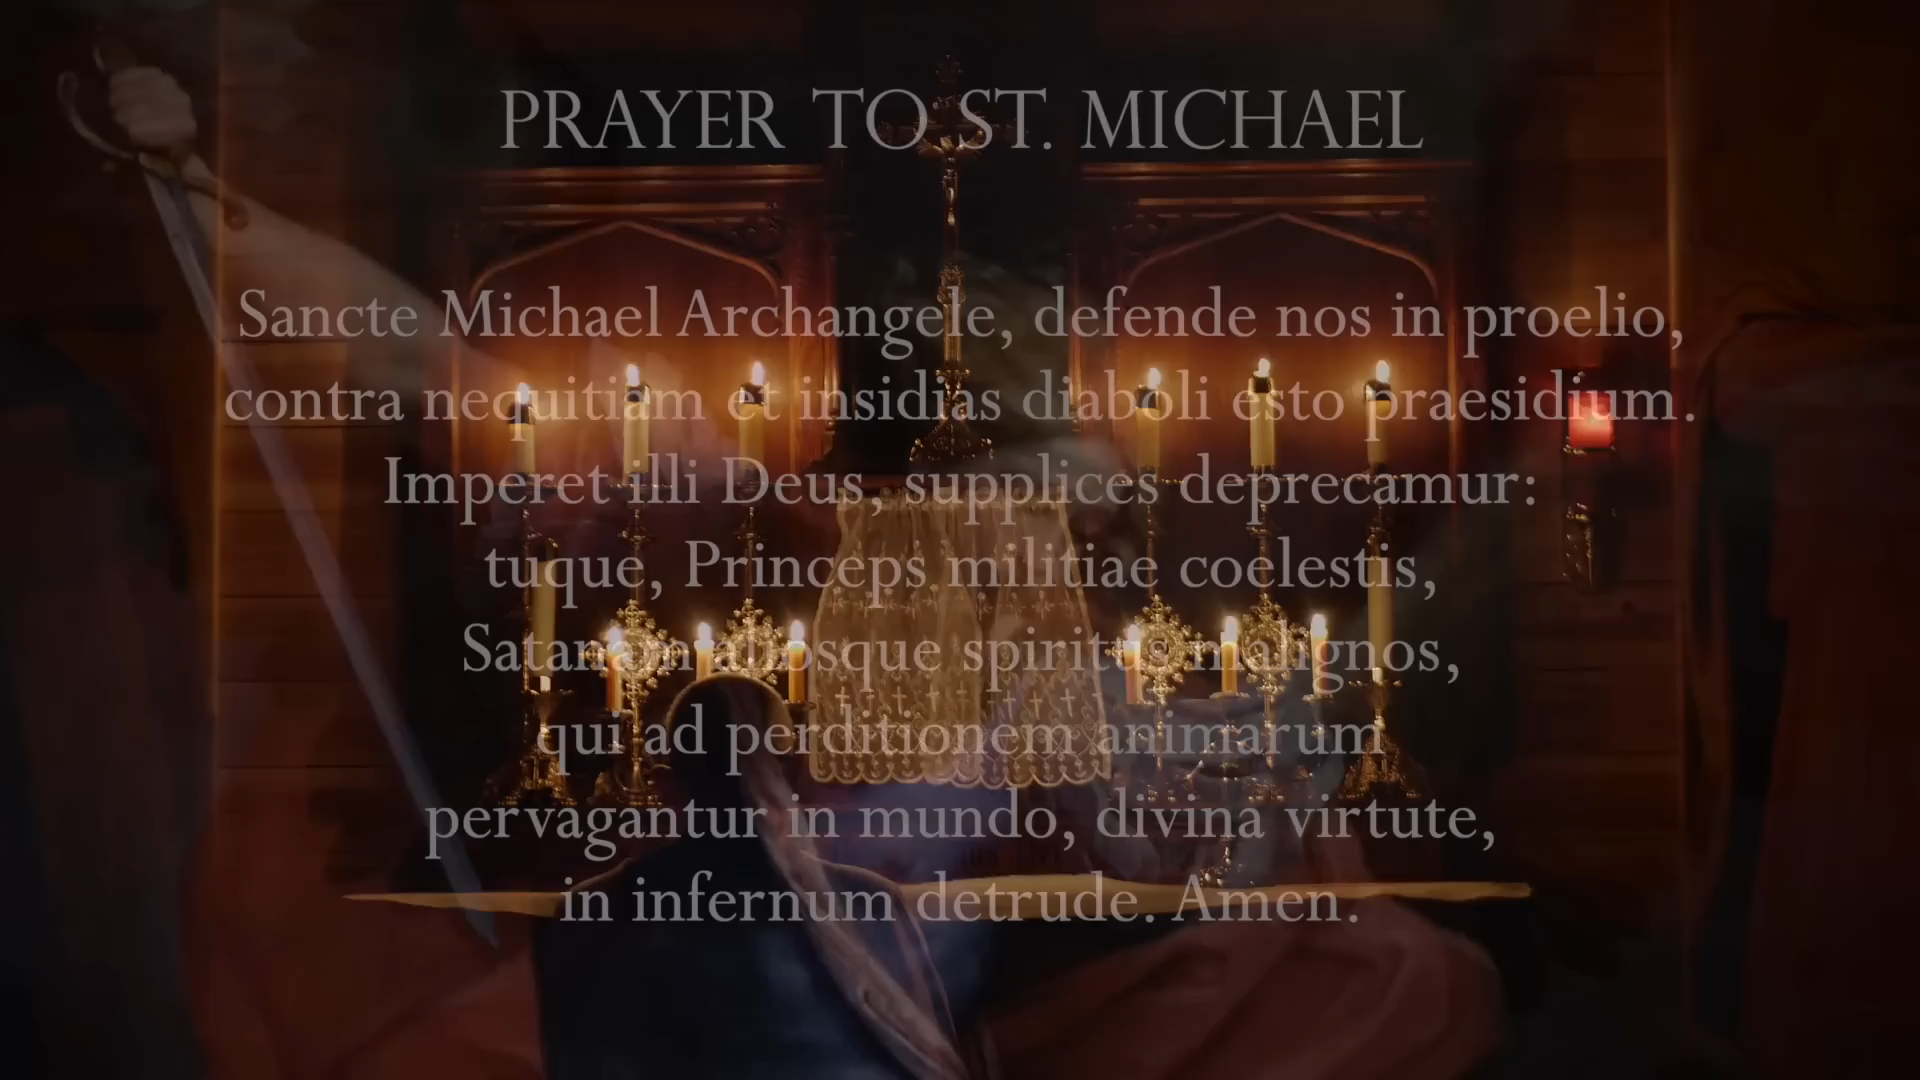 PRAYER TO ST. MICHAEL
Sancte Michael Archangele, defende nos in proelio,
contra nequitiam et insidias diaboli esto praesidium.
Imperet illi Deus, supplices deprecamur:
tuque, Princeps militiae coelestis,
Satanam aliosque spiritus malignos,
qui ad perditionem animarum
pervagantur in mundo, divina virtute,
in infernum detrude. Amen.